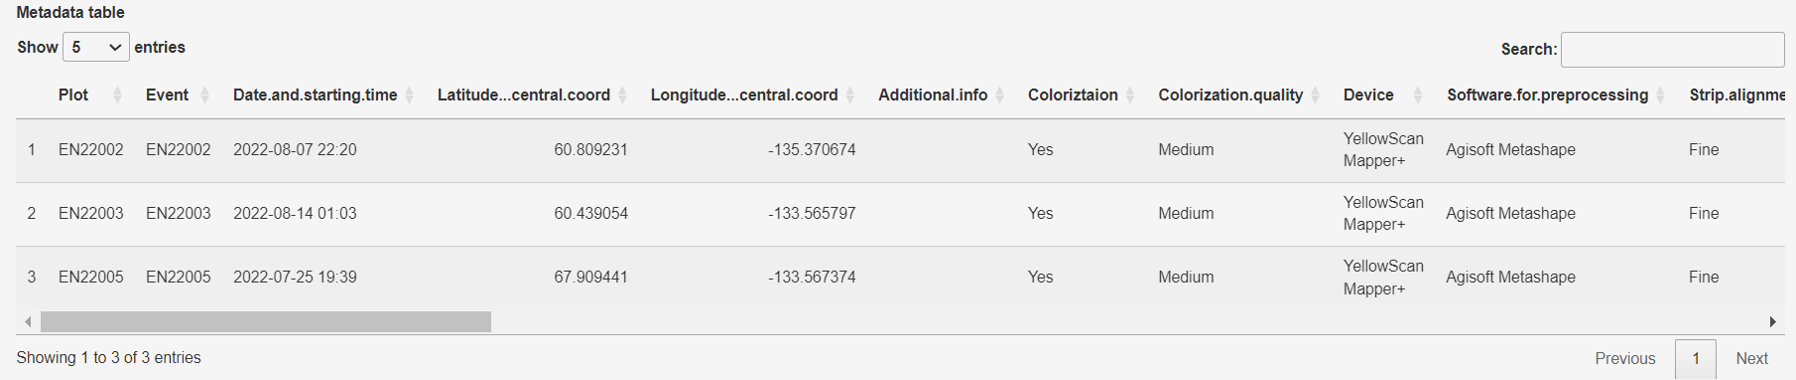 Metadata table
Show 5 entries
Search:
Plot Event Date.and.starting.time Latitude...central.coord Longitude...central.coord Additional.info Coloriztaion Colorization.quality Device Software.for.preprocessing Strip.alignme
1 EN22002 EN22002 2022-08-07 22:20 60.809231 -135.370674 Yes Medium YellowScan Agisoft Metashape Fine
Mapper+
2 EN22003 EN22003 2022-08-14 01:03 60.439054 -133.565797 Yes Medium YellowScan Agisoft Metashape Fine
Mapper+
3 EN22005 EN22005 2022-07-25 19:39 67.909441 -133.567374 Yes Medium YellowScan Agisoft Metashape Fine
Mapper+
Showing 1 to 3 of 3 entries
Previous 1 Next